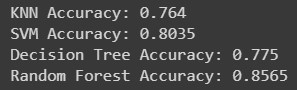 KNN Accuracy: 0.764
SVM Accuracy: 0.8035
Decision Tree Accuracy: 0.775
Random Forest Accuracy: 0.8565